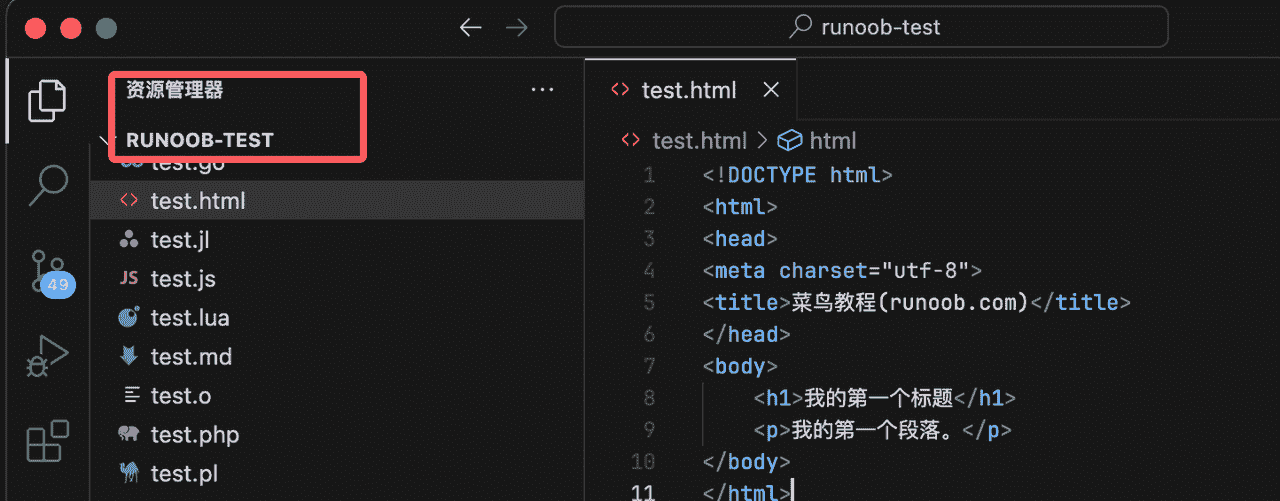 runoob-test
资源管理器
···
RUNOOB-TEST
test.go
test.html
test.jl
JS test.js
test.lua
test.md
test.o
test.php
test.pl
49
test.html
test.html > html
1 <!DOCTYPE html>
2 <html>
3 <head>
4 <meta charset="utf-8">
5 <title>菜鸟教程(runoob.com)</title>
6 </head>
7 <body>
8 <h1>我的第一个标题</h1>
9 <p>我的第一个段落。</p>
10 </body>
11 </html>